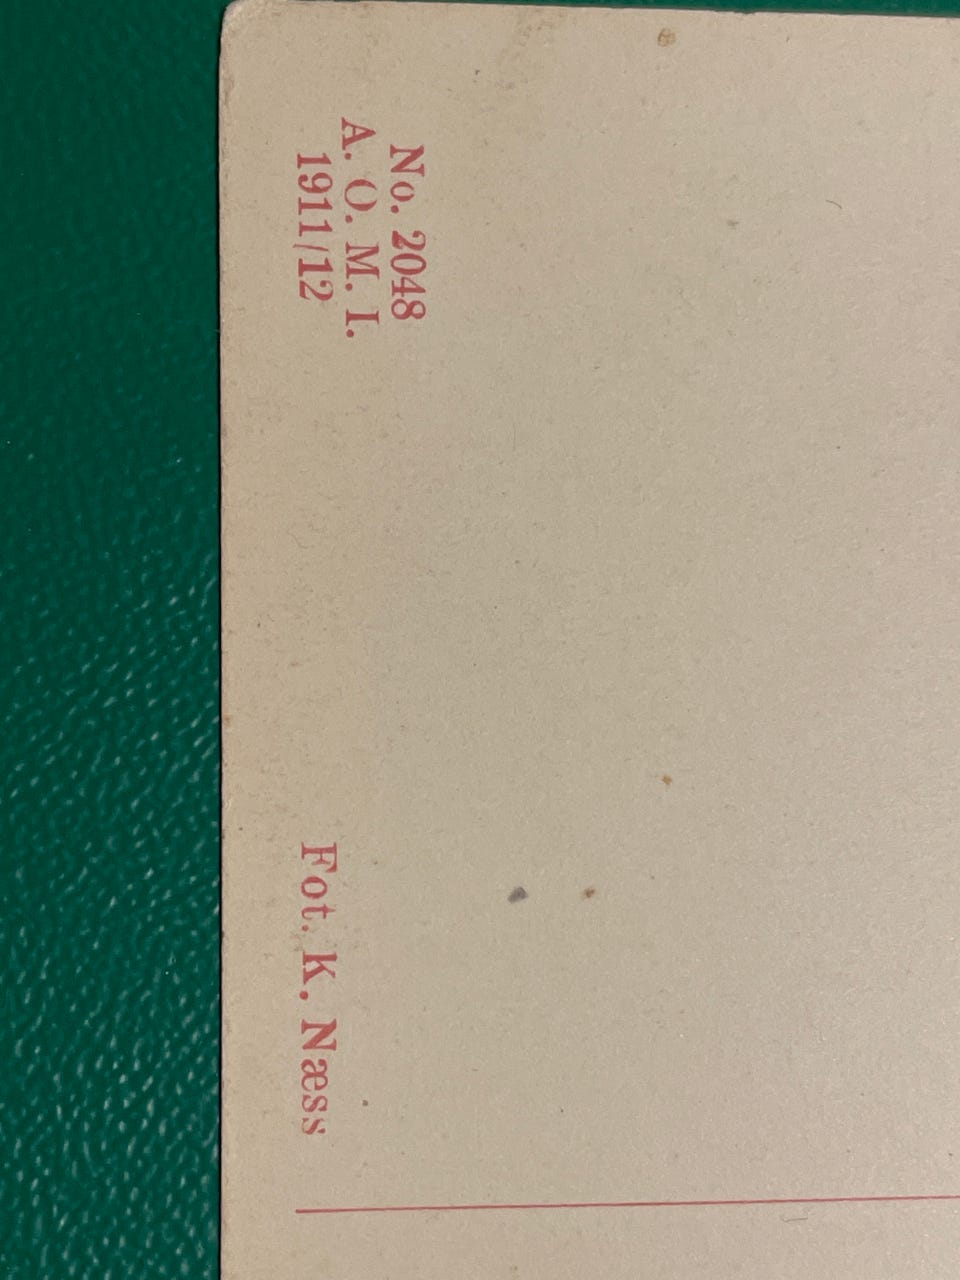 No. 2048
A. O. M. I.
1911/12
Fot. K. Næss